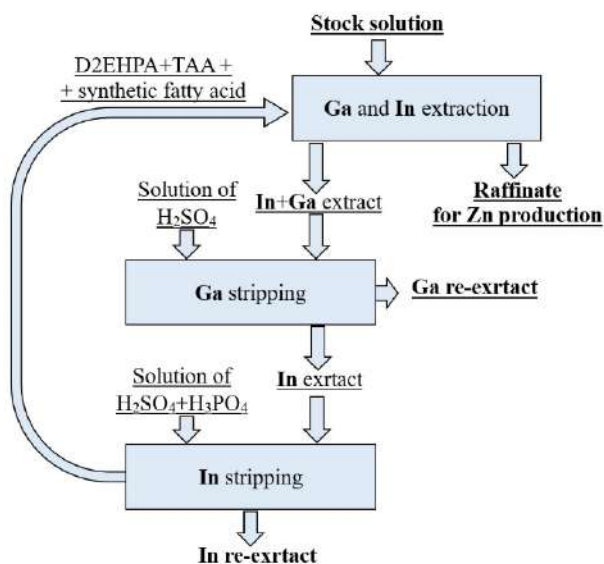 Stock solution
D2EHPA+TAA +
+ synthetic fatty acid
Ga and In extraction
Solution of
H₂SO₄
In+Ga extract
Raffinate
for Zn production
Ga stripping
Ga re-exrtact
Solution of
H₂SO₄+H₃PO₄
In exrtact
In stripping
In re-exrtact